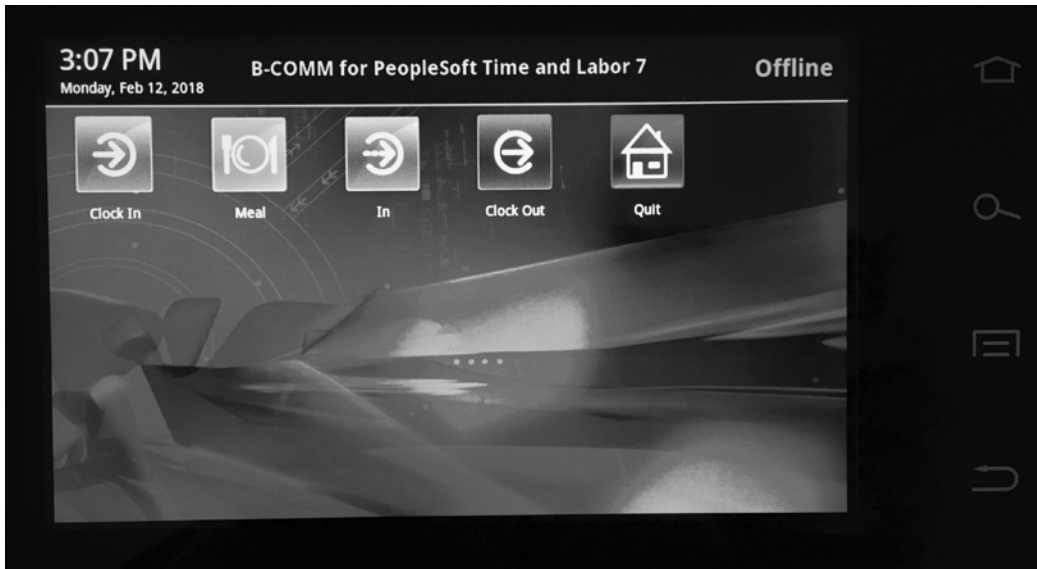 3:07 PM
Monday, Feb 12, 2018
B-COMM for PeopleSoft Time and Labor 7
Offline
Clock In
Meal
In
Clock Out
Quit